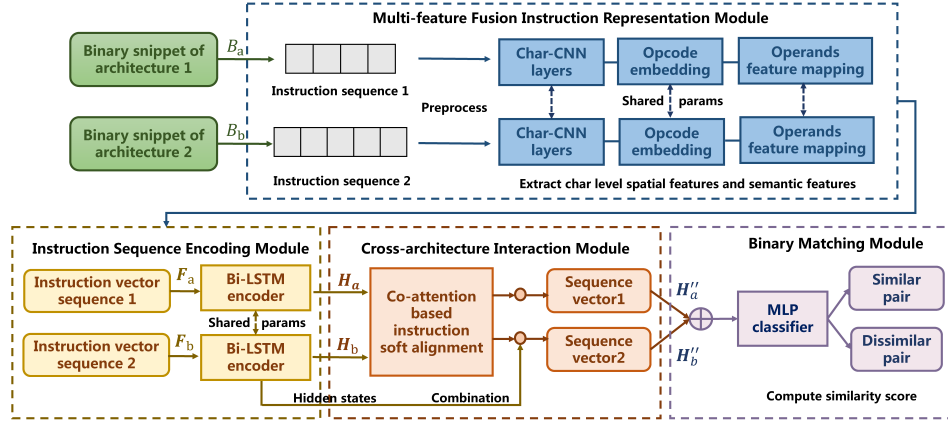 Multi-feature Fusion Instruction Representation Module
Binary snippet of
architecture 1
Bₐ
Instruction sequence 1
Preprocess
Char-CNN
layers
Opcode
embedding
Operands
feature mapping
Shared params
Binary snippet of
architecture 2
B_b
Instruction sequence 2
Char-CNN
layers
Opcode
embedding
Operands
feature mapping
Extract char level spatial features and semantic features
Instruction Sequence Encoding Module
Instruction vector
sequence 1
Fₐ
Bi-LSTM
encoder
Shared params
Instruction vector
sequence 2
F_b
Bi-LSTM
encoder
Hidden states
Cross-architecture Interaction Module
Hₐ
H_b
Co-attention
based
instruction
soft alignment
Sequence
vector1
Sequence
vector2
Combination
Binary Matching Module
Hₐ′′
H_b′′
MLP
classifier
Similar
pair
Dissimilar
pair
Compute similarity score